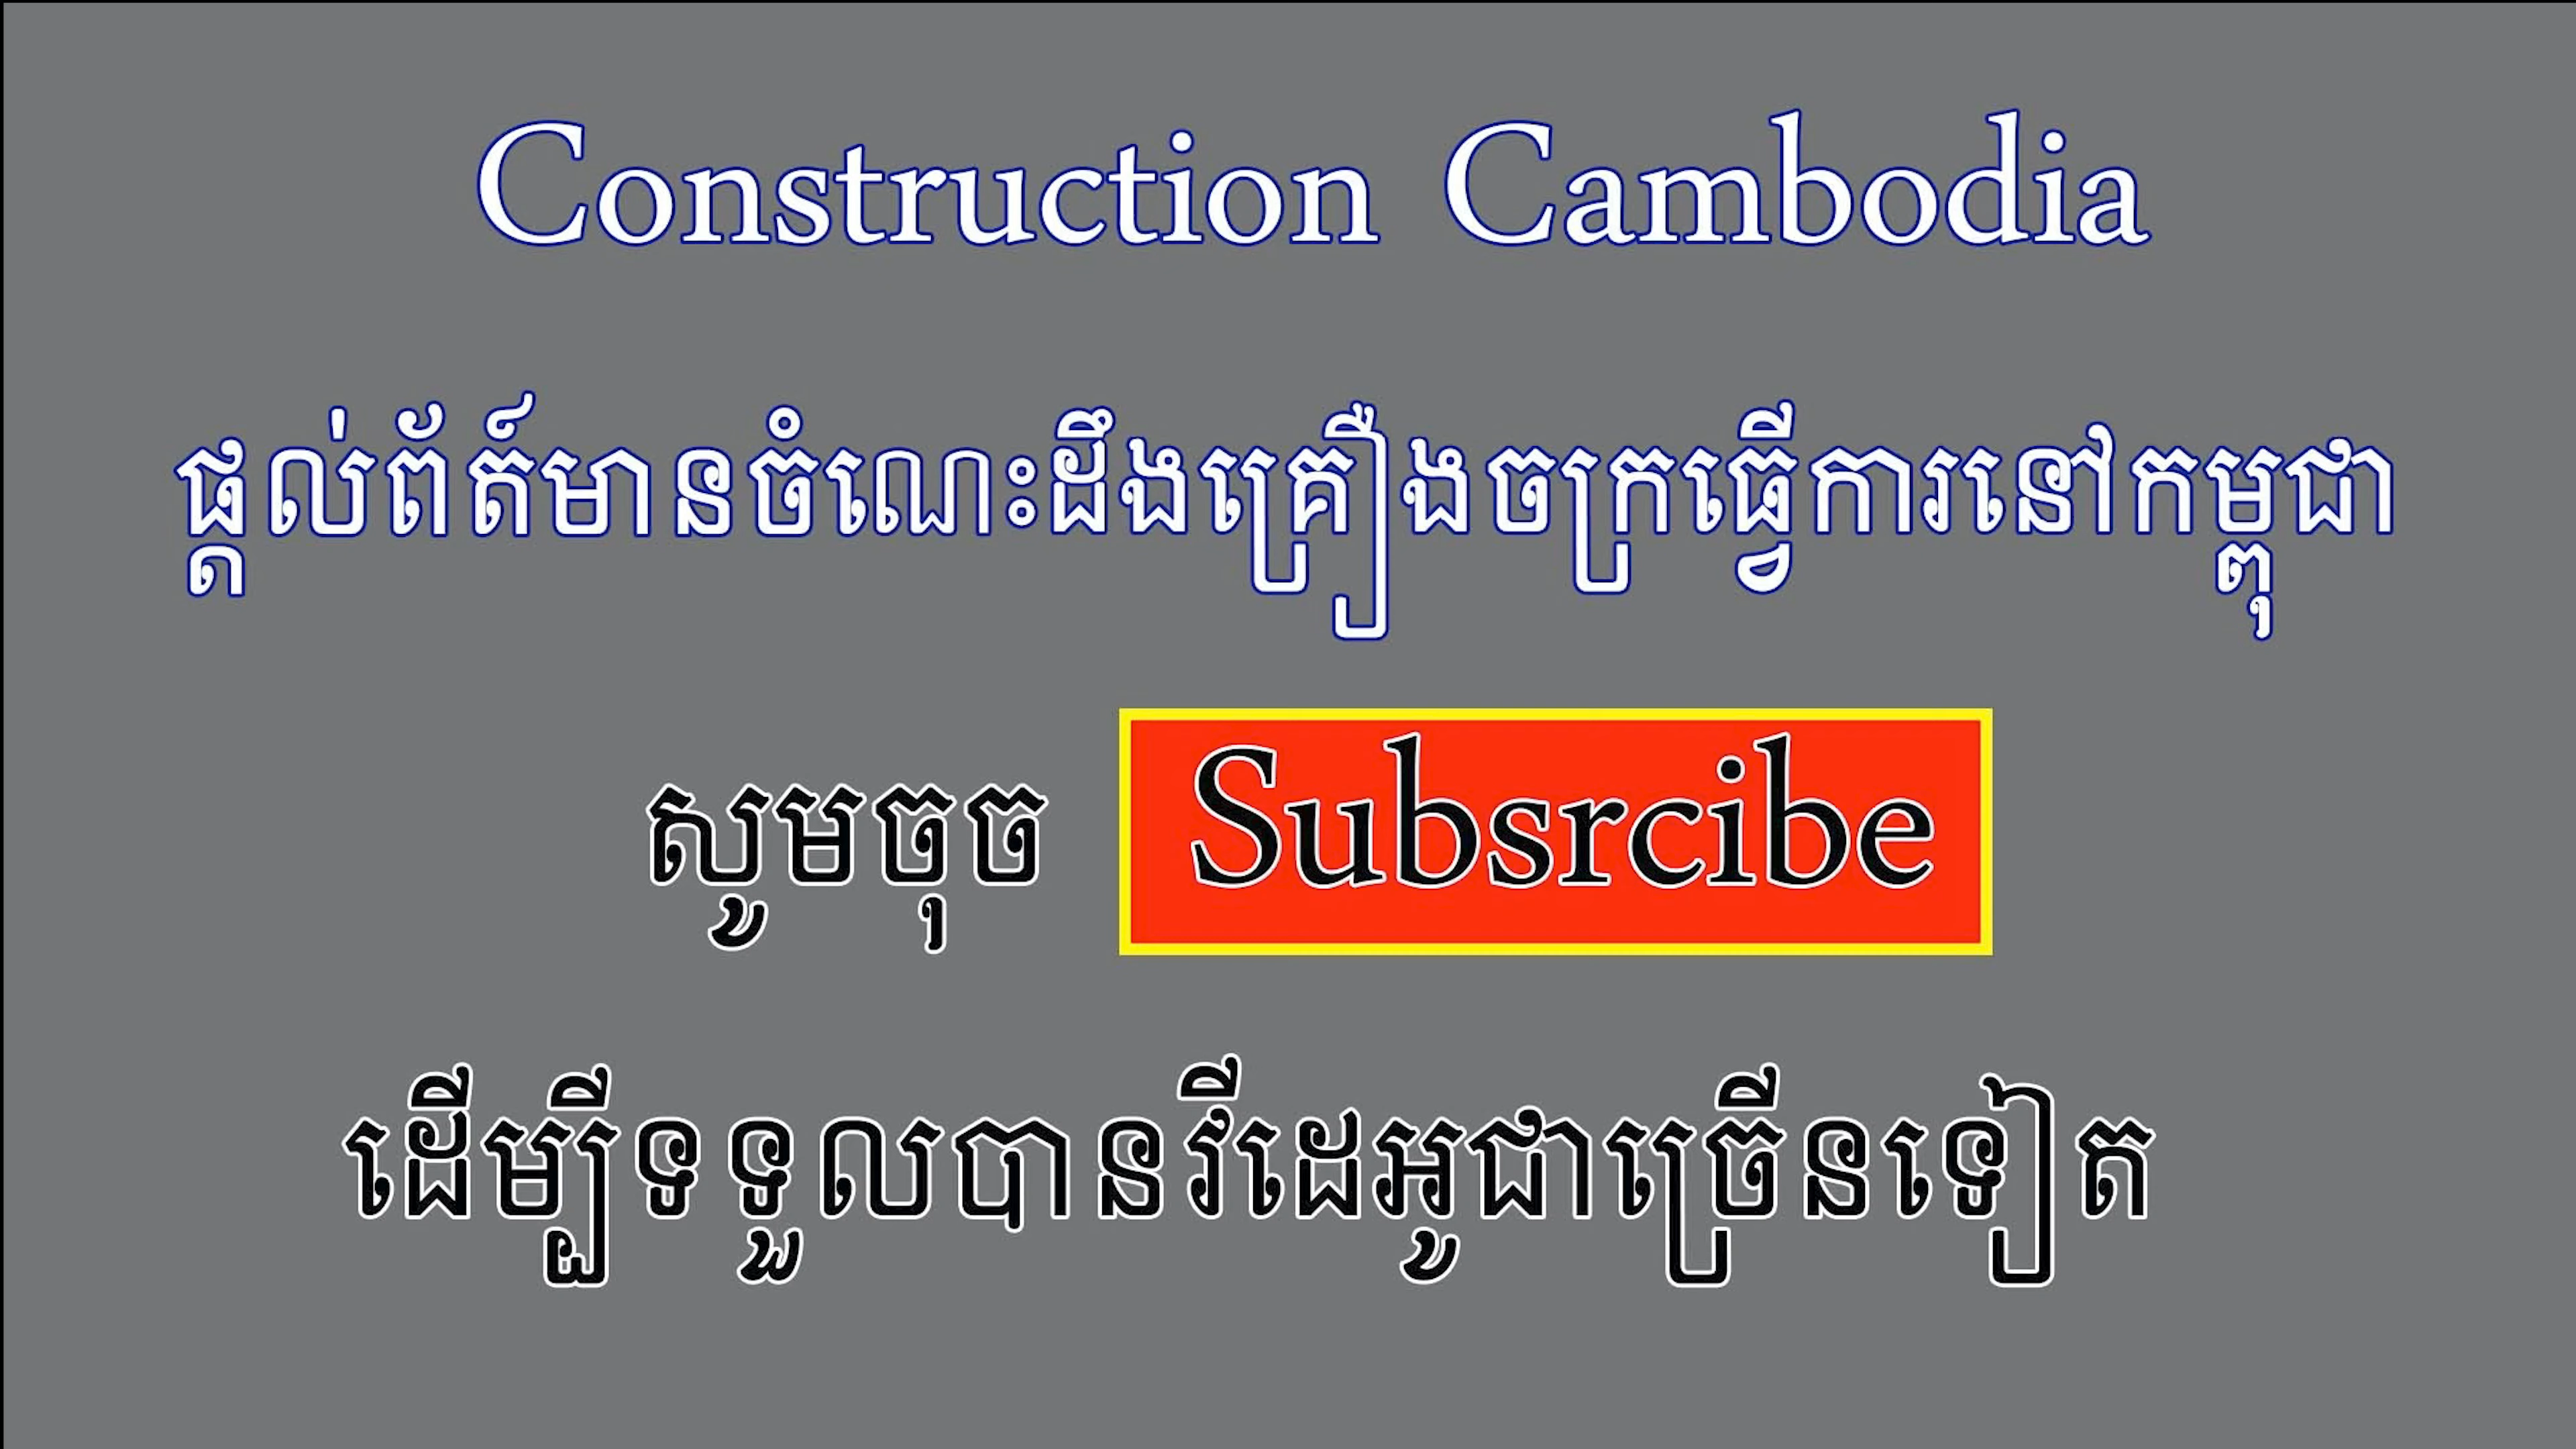 Construction Cambodia
ផ្ដល់ព័ត៍មានចំណេះដឹងគ្រឿងចក្រធ្វើការនៅកម្ពុជា
សូមចុច Subsrcibe
ដើម្បីទទួលបានវីដេអូជាច្រើនទៀត